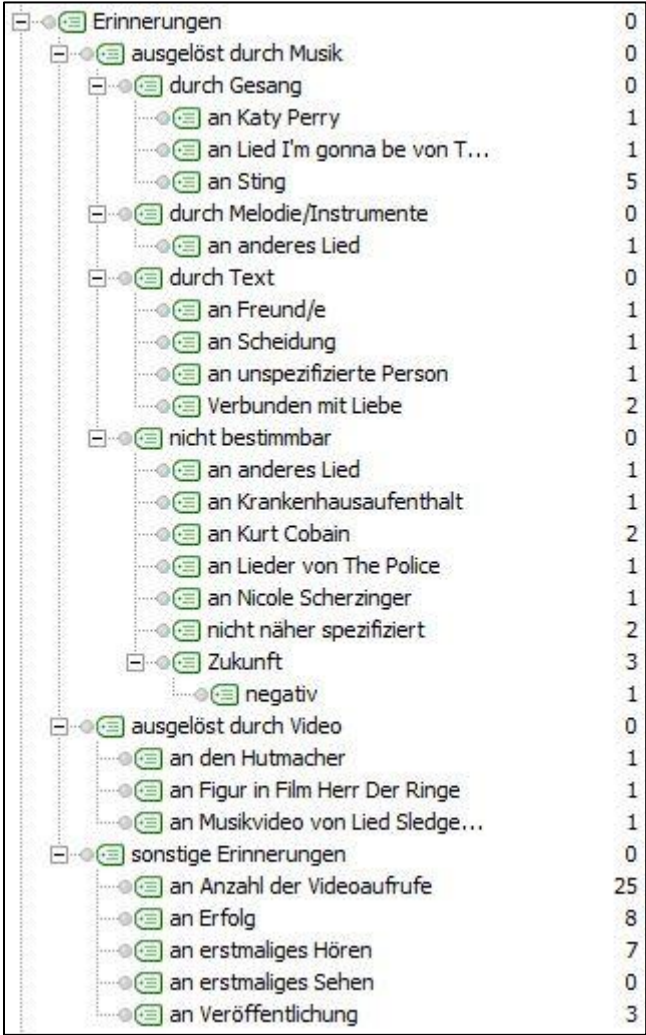 Erinnerungen 0
ausgelöst durch Musik 0
durch Gesang 0
an Katy Perry 1
an Lied I'm gonna be von T... 1
an Sting 5
durch Melodie/Instrumente 0
an anderes Lied 1
durch Text 0
an Freund/e 1
an Scheidung 1
an unspezifizierte Person 1
Verbunden mit Liebe 2
nicht bestimmbar 0
an anderes Lied 1
an Krankenhausaufenthalt 1
an Kurt Cobain 2
an Lieder von The Police 1
an Nicole Scherzinger 1
nicht näher spezifiziert 2
Zukunft 3
negativ 1
ausgelöst durch Video 0
an den Hutmacher 1
an Figur in Film Herr Der Ringe 1
an Musikvideo von Lied Sledge... 1
sonstige Erinnerungen 0
an Anzahl der Videoaufrufe 25
an Erfolg 8
an erstmaliges Hören 7
an erstmaliges Sehen 0
an Veröffentlichung 3